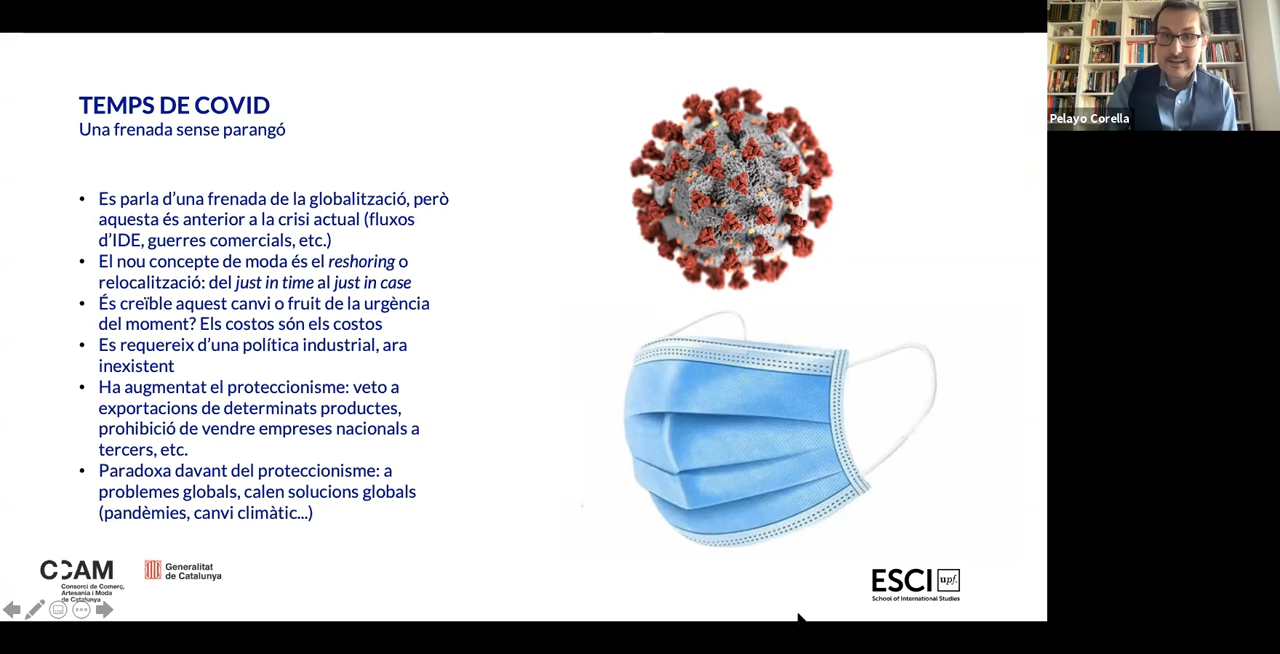 TEMPS DE COVID
Una frenada sense parangó
• Es parla d’una frenada de la globalització, però
aquesta és anterior a la crisi actual (fluxos
d’IDE, guerres comercials, etc.)
• El nou concepte de moda és el reshoring o
relocalització: del just in time al just in case
• És creïble aquest canvi o fruit de la urgència
del moment? Els costos són els costos
• Es requereix d’una política industrial, ara
inexistent
• Ha augmentat el proteccionisme: veto a
exportacions de determinats productes,
prohibició de vendre empreses nacionals a
tercers, etc.
• Paradoxa davant del proteccionisme: a
problemes globals, calen solucions globals
(pandèmies, canvi climàtic...)
CCAM
Consorci de Comerç,
Artesania i Moda
de Catalunya
Generalitat
de Catalunya
ESCI upf.
School of International Studies
Pelayo Corella